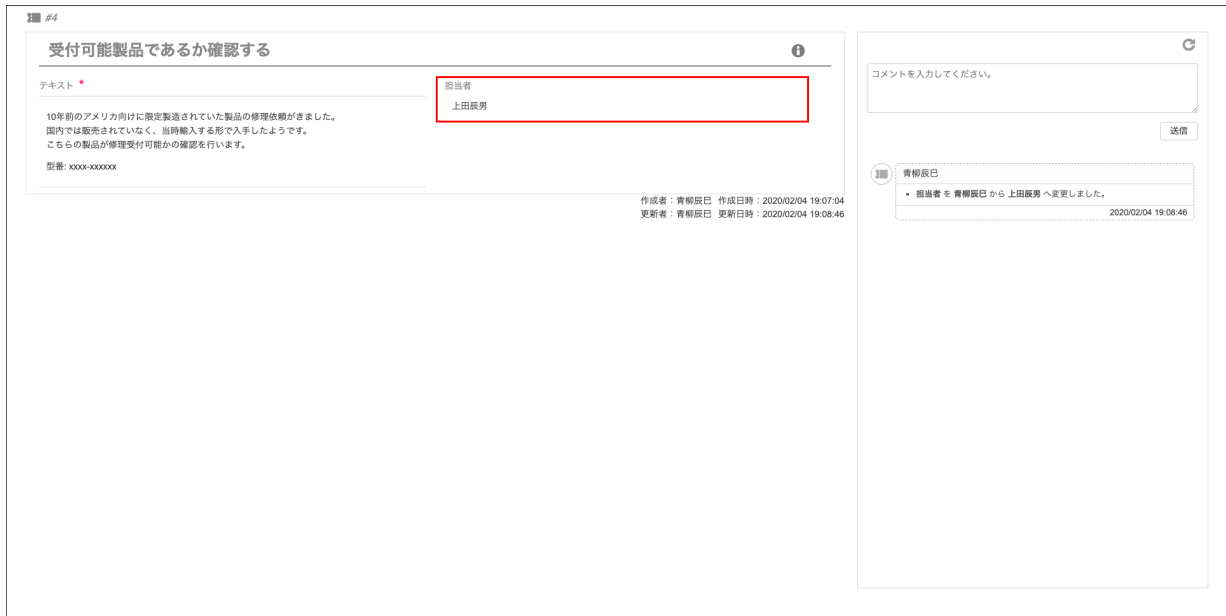 #4
受付可能製品であるか確認する
テキスト *
10年前のアメリカ向けに限定製造されていた製品の修理依頼がきました。
国内では販売されていなく、当時輸入する形で入手したようです。
こちらの製品が修理受付可能かの確認を行います。
型番: xxxx-xxxxxx
担当者
上田辰男
作成者:青柳辰巳 作成日時:2020/02/04 19:07:04
更新者:青柳辰巳 更新日時:2020/02/04 19:08:46
コメントを入力してください。
送信
青柳辰巳
• 担当者 を 青柳辰巳 から 上田辰男 へ変更しました。
2020/02/04 19:08:46